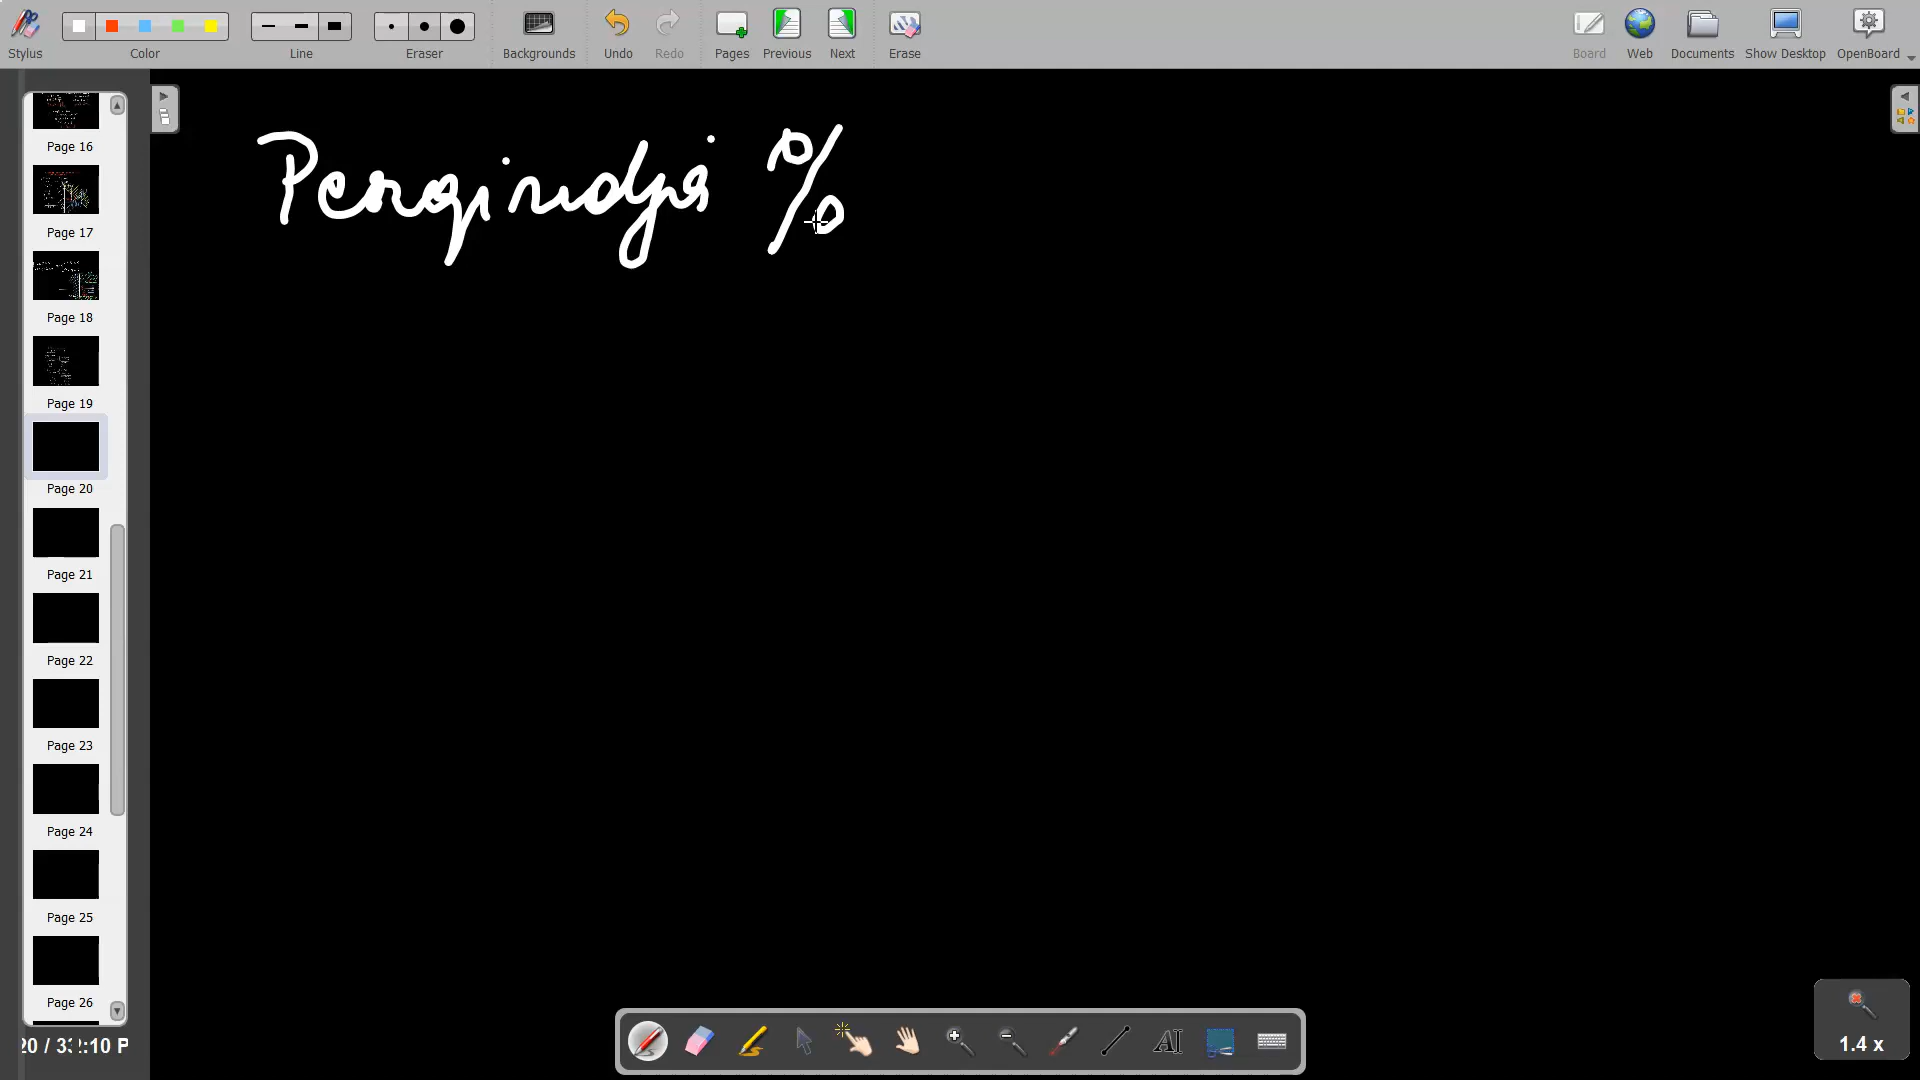 Stylus
Color
Line
Eraser
Backgrounds
Undo
Redo
Pages
Previous
Next
Erase
Board
Web
Documents
Show Desktop
OpenBoard
Page 16
Page 17
Page 18
Page 19
Page 20
Page 21
Page 22
Page 23
Page 24
Page 25
Page 26
%
AI
1.4 x